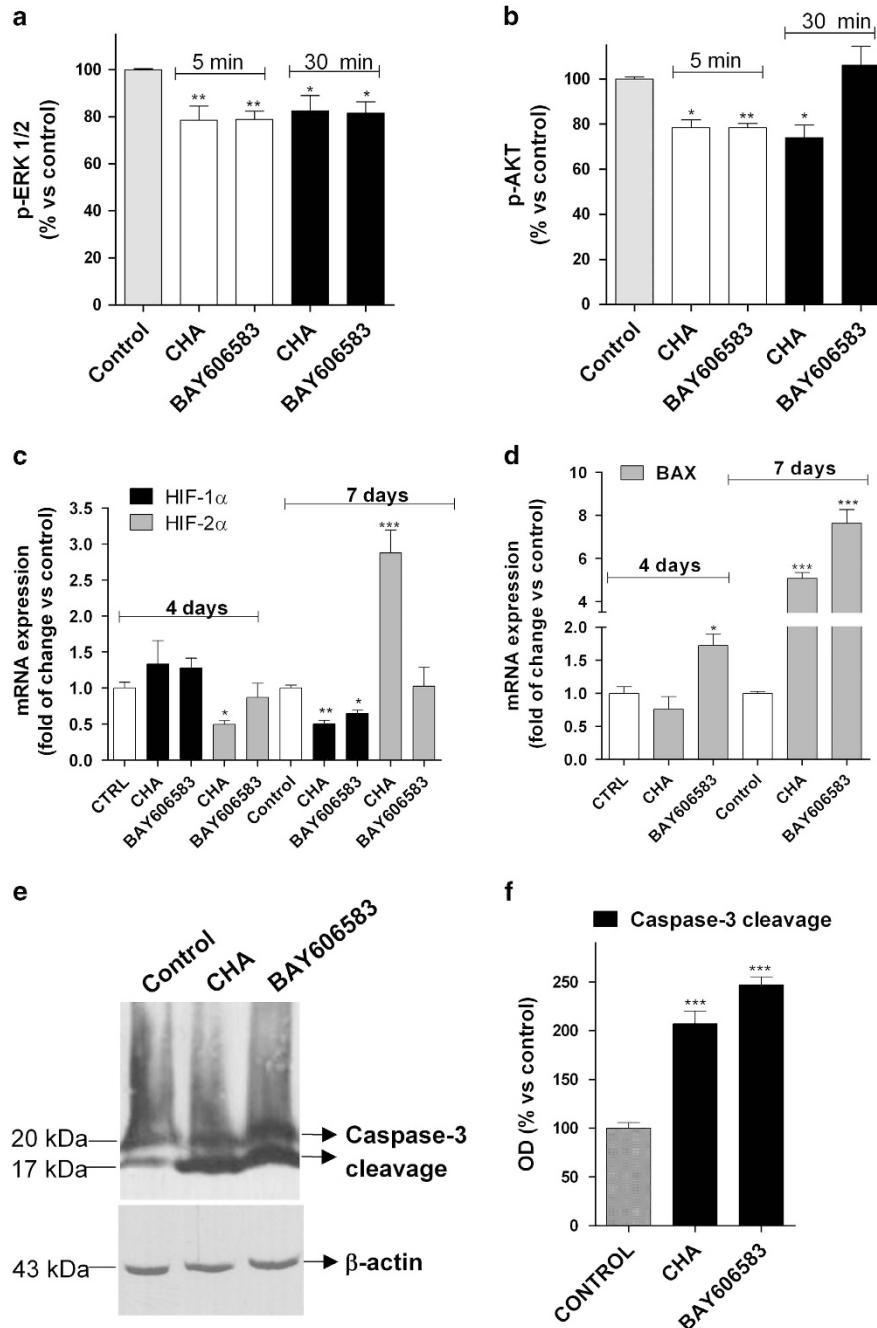 a
5 min
30 min
p-ERK 1/2
(% vs control)
100
80
60
40
20
0
**
**
*
*
Control
CHA
BAY606583
CHA
BAY606583
b
5 min
30 min
p-AKT
(% vs control)
100
80
60
40
20
0
*
**
*
Control
CHA
BAY606583
CHA
BAY606583
c
HIF-1α
HIF-2α
4 days
7 days
mRNA expression
(fold of change vs control)
3.5
3.0
2.5
2.0
1.5
1.0
0.5
0.0
*
**
*
***
CTRL
CHA
BAY606583
CHA
BAY606583
Control
CHA
BAY606583
CHA
BAY606583
d
BAX
4 days
7 days
mRNA expression
(fold of change vs control)
10
8
6
4
2.0
1.5
1.0
0.5
0.0
*
***
***
CTRL
CHA
BAY606583
Control
CHA
BAY606583
e
Control
CHA
BAY606583
20 kDa
17 kDa
Caspase-3
cleavage
43 kDa
β-actin
f
Caspase-3 cleavage
OD (% vs control)
250
200
150
100
50
0
***
***
CONTROL
CHA
BAY606583